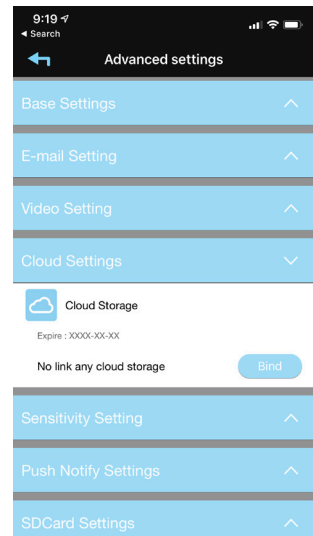 9:19
Search
Advanced settings
Base Settings
E-mail Setting
Video Setting
Cloud Settings
Cloud Storage
Expire : XXXX-XX-XX
No link any cloud storage
Bind
Sensitivity Setting
Push Notify Settings
SDCard Settings